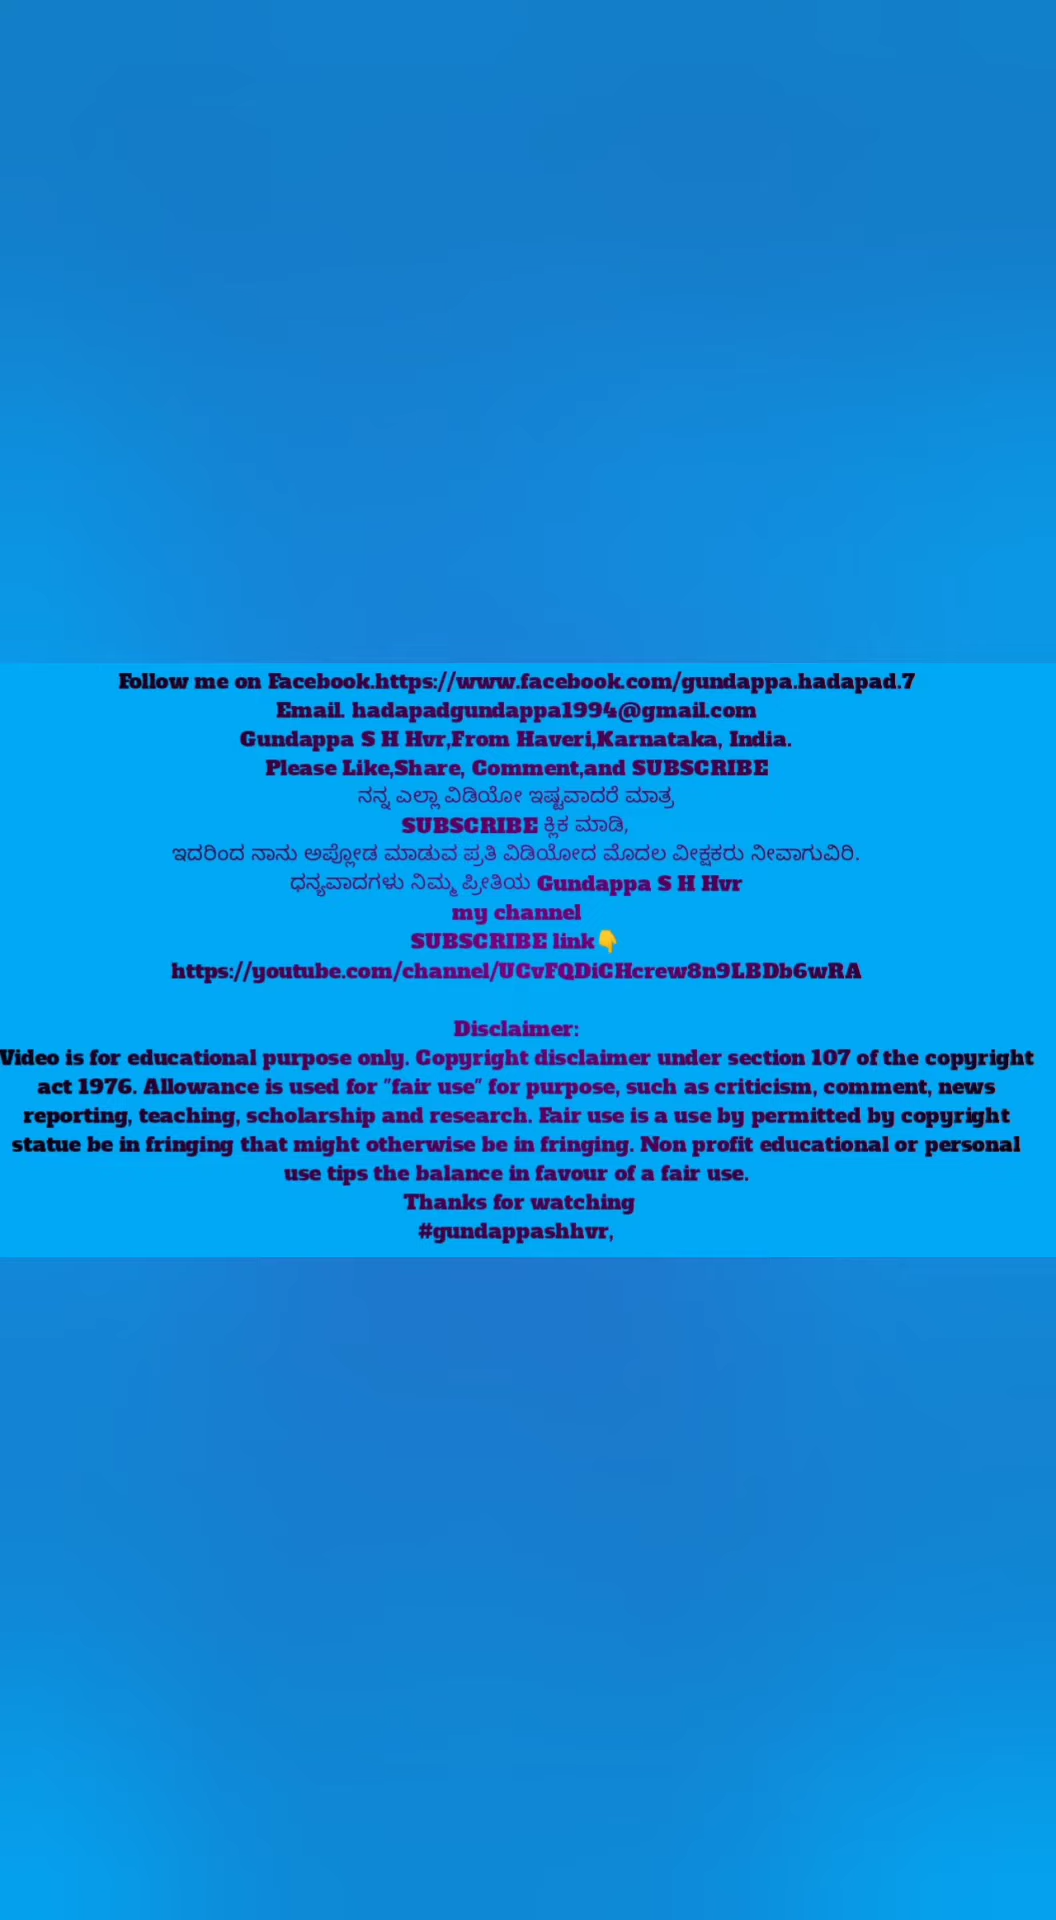 Follow me on Facebook.https://www.facebook.com/gundappa.hadapad.7
Email. hadapadgundappa1994@gmail.com
Gundappa S H Hvr,From Haveri,Karnataka, India.
Please Like,Share, Comment,and SUBSCRIBE
ನನ್ನ ಎಲ್ಲಾ ವಿಡಿಯೋ ಇಷ್ಟವಾದರೆ ಮಾತ್ರ
SUBSCRIBE ಕ್ಲಿಕ ಮಾಡಿ,
ಇದರಿಂದ ನಾನು ಅಪ್ಲೋಡ ಮಾಡುವ ಪ್ರತಿ ವಿಡಿಯೋದ ಮೊದಲ ವೀಕ್ಷಕರು ನೀವಾಗುವಿರಿ.
ಧನ್ಯವಾದಗಳು ನಿಮ್ಮ ಪ್ರೀತಿಯ Gundappa S H Hvr
my channel
SUBSCRIBE link👇
https://youtube.com/channel/UCvFQDiCHcrew8n9LBDb6wRA
Disclaimer:
Video is for educational purpose only. Copyright disclaimer under section 107 of the copyright
act 1976. Allowance is used for "fair use" for purpose, such as criticism, comment, news
reporting, teaching, scholarship and research. Fair use is a use by permitted by copyright
statue be in fringing that might otherwise be in fringing. Non profit educational or personal
use tips the balance in favour of a fair use.
Thanks for watching
#gundappashhvr,